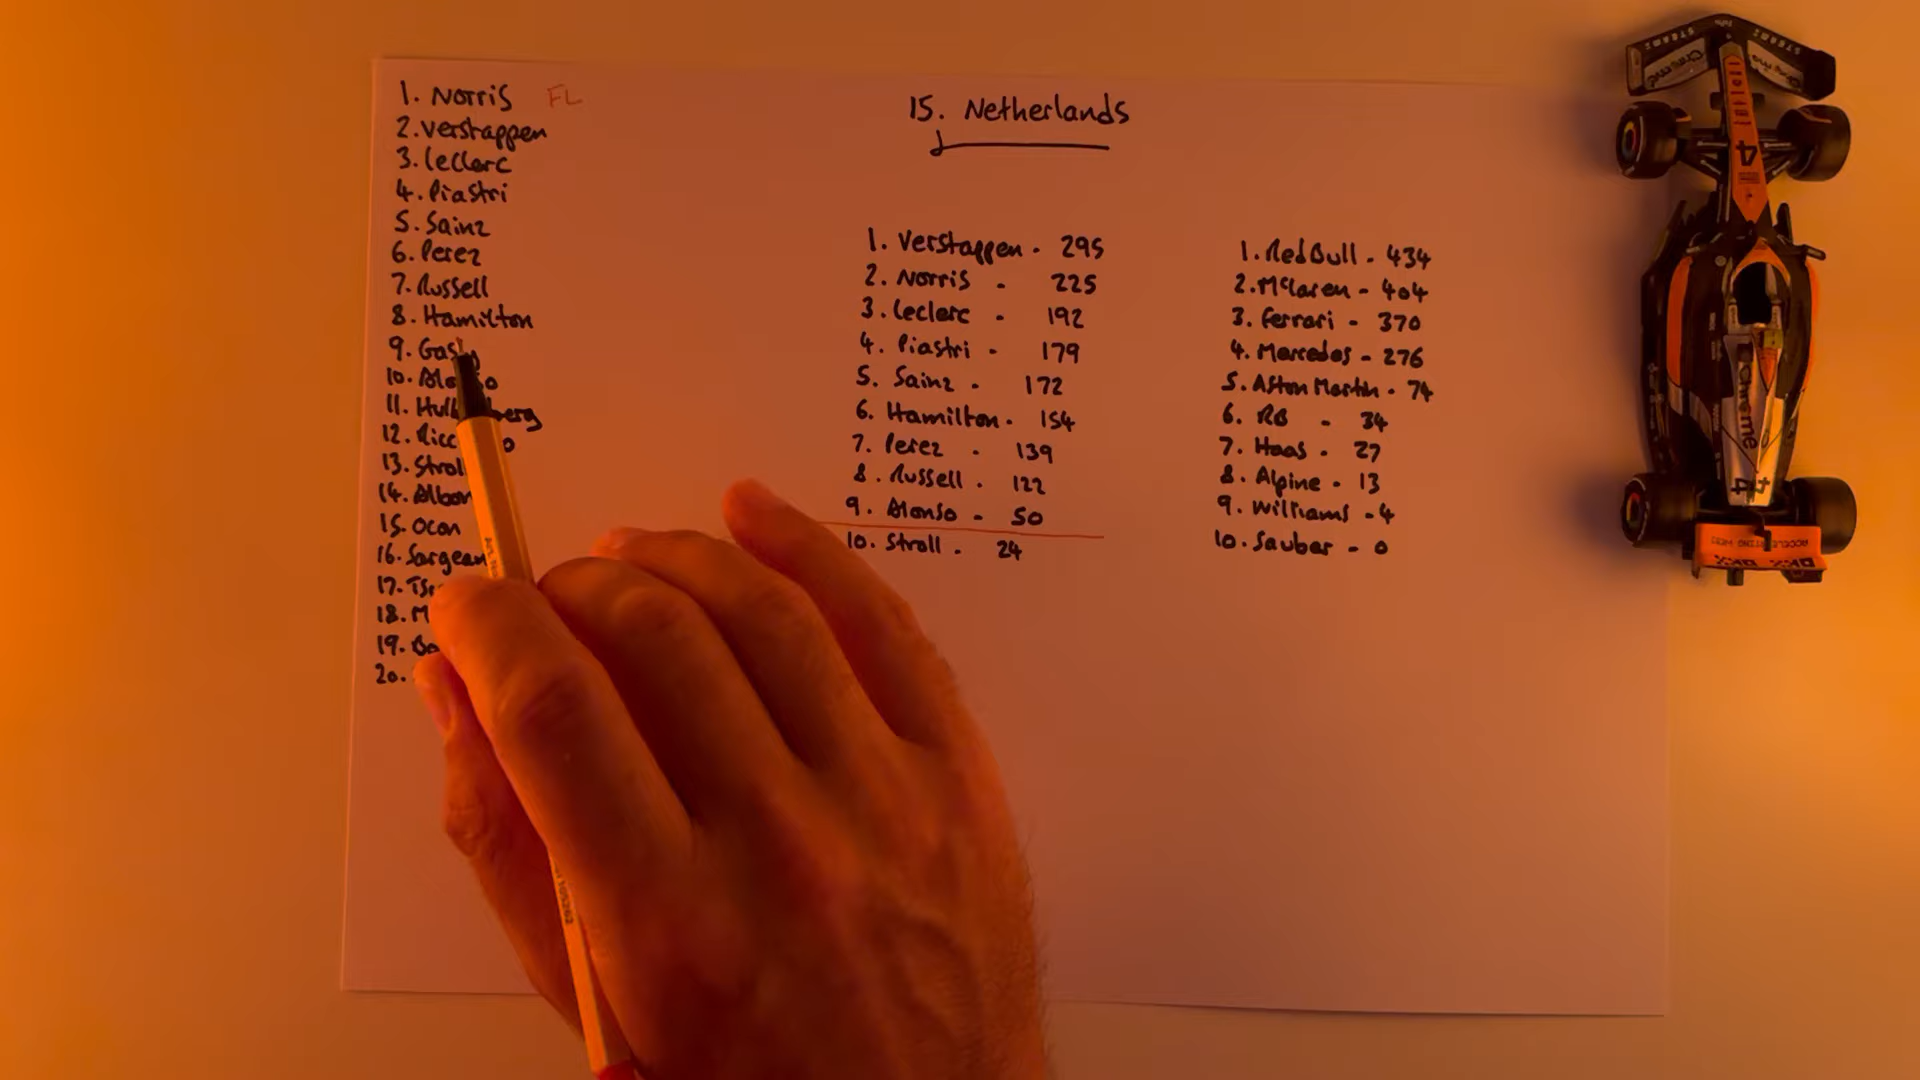 1. Norris FL
2. Verstappen
3. Leclerc
4. Piastri
5. Sainz
6. Perez
7. Russell
8. Hamilton
9. Gasly
10. Alonso
11.
12.
13.
14.
15. Ocon
16.
17.
18.
19.
20.
15. Netherlands
1. Verstappen - 295
2. Norris - 225
3. Leclerc - 192
4. Piastri - 179
5. Sainz - 172
6. Hamilton - 154
7. Perez - 139
8. Russell - 122
9. Alonso - 50
10. Stroll - 24
1. Red Bull - 434
2. McLaren - 404
3. Ferrari - 370
4. Mercedes - 276
5. Aston Martin - 74
6. RB - 34
7. Haas - 27
8. Alpine - 13
9. Williams - 4
10. Sauber - 0
4
chrome
4